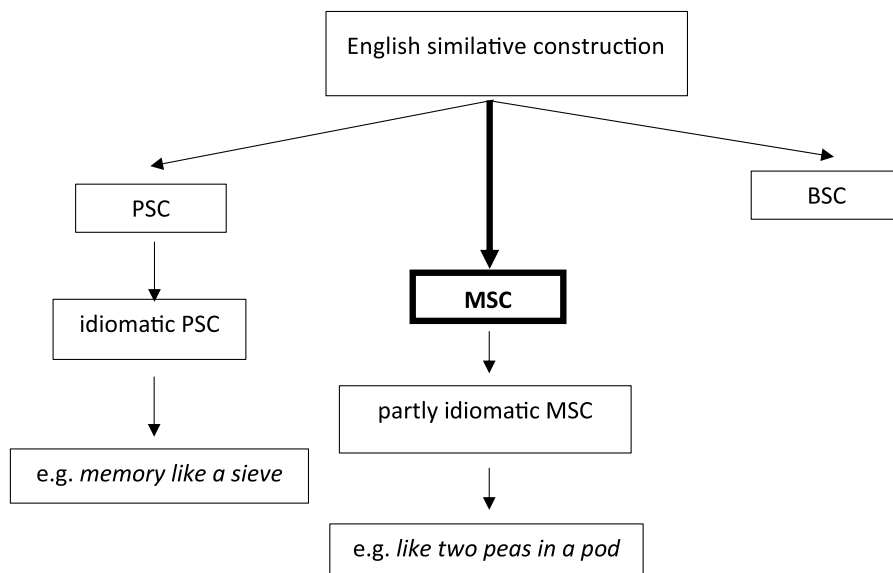 English similative construction
PSC
BSC
MSC
idiomatic PSC
partly idiomatic MSC
e.g. memory like a sieve
e.g. like two peas in a pod